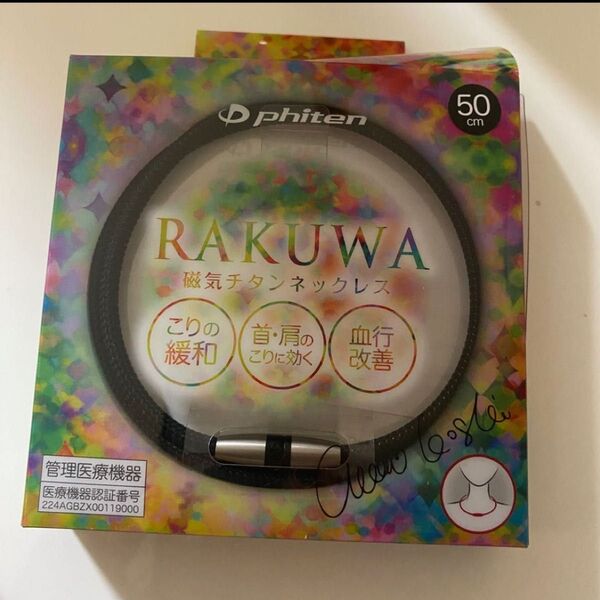 phiten
50
cm
RAKUWA
磁気チタンネックレス
こりの
緩和
首・肩の
こりに効く
血行
改善
管理医療機器
医療機器認証番号
224AGBZX00119000